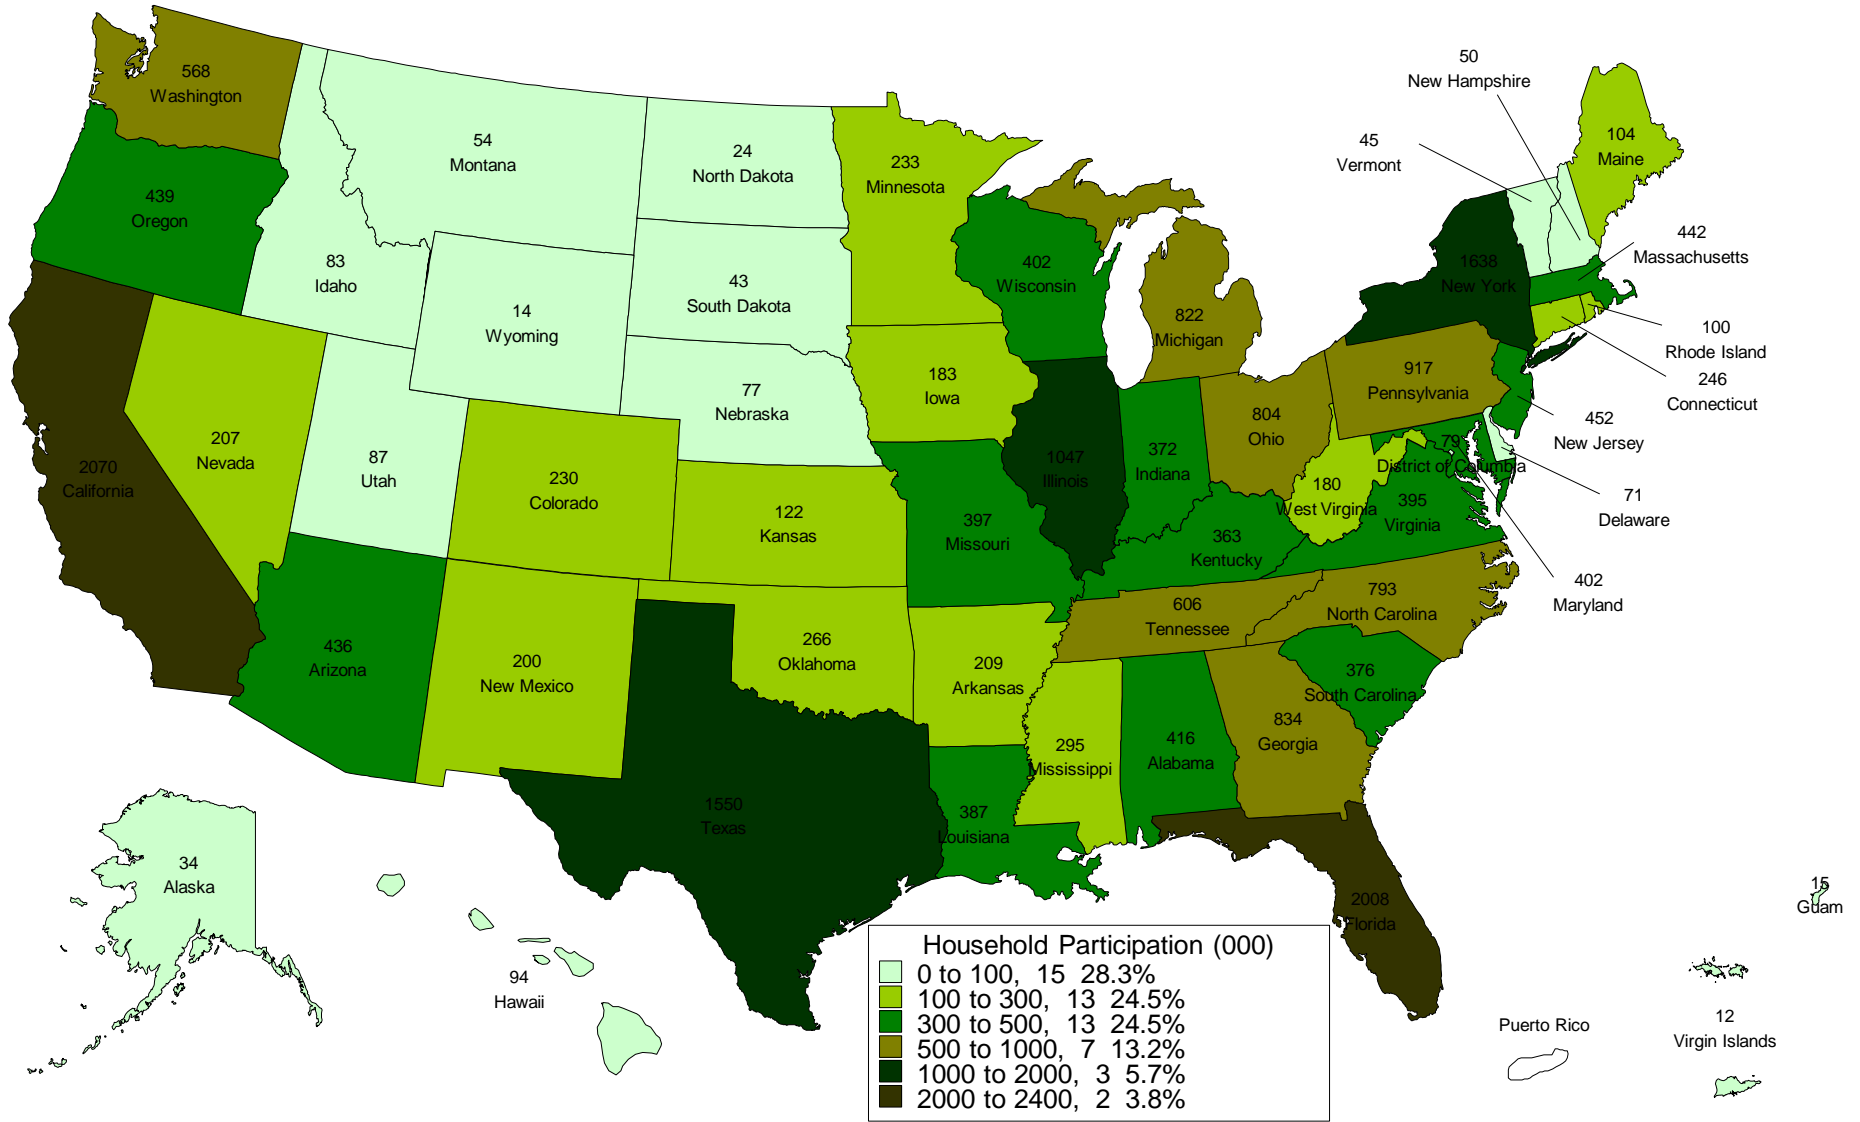 568
Washington
54
Montana
24
North Dakota
233
Minnesota
50
New Hampshire
45
Vermont
104
Maine
439
Oregon
83
Idaho
14
Wyoming
43
South Dakota
402
Wisconsin
822
Michigan
1638
New York
442
Massachusetts
100
Rhode Island
246
Connecticut
207
Nevada
87
Utah
230
Colorado
77
Nebraska
183
Iowa
1047
Illinois
372
Indiana
804
Ohio
917
Pennsylvania
452
New Jersey
2070
California
122
Kansas
397
Missouri
363
Kentucky
180
West Virginia
79
District of Columbia
395
Virginia
71
Delaware
402
Maryland
436
Arizona
200
New Mexico
266
Oklahoma
209
Arkansas
606
Tennessee
793
North Carolina
376
South Carolina
1550
Texas
387
Louisiana
295
Mississippi
416
Alabama
834
Georgia
2008
Florida
34
Alaska
94
Hawaii
15
Guam
12
Virgin Islands
Puerto Rico
Household Participation (000)
0 to 100, 15 28.3%
100 to 300, 13 24.5%
300 to 500, 13 24.5%
500 to 1000, 7 13.2%
1000 to 2000, 3 5.7%
2000 to 2400, 2 3.8%